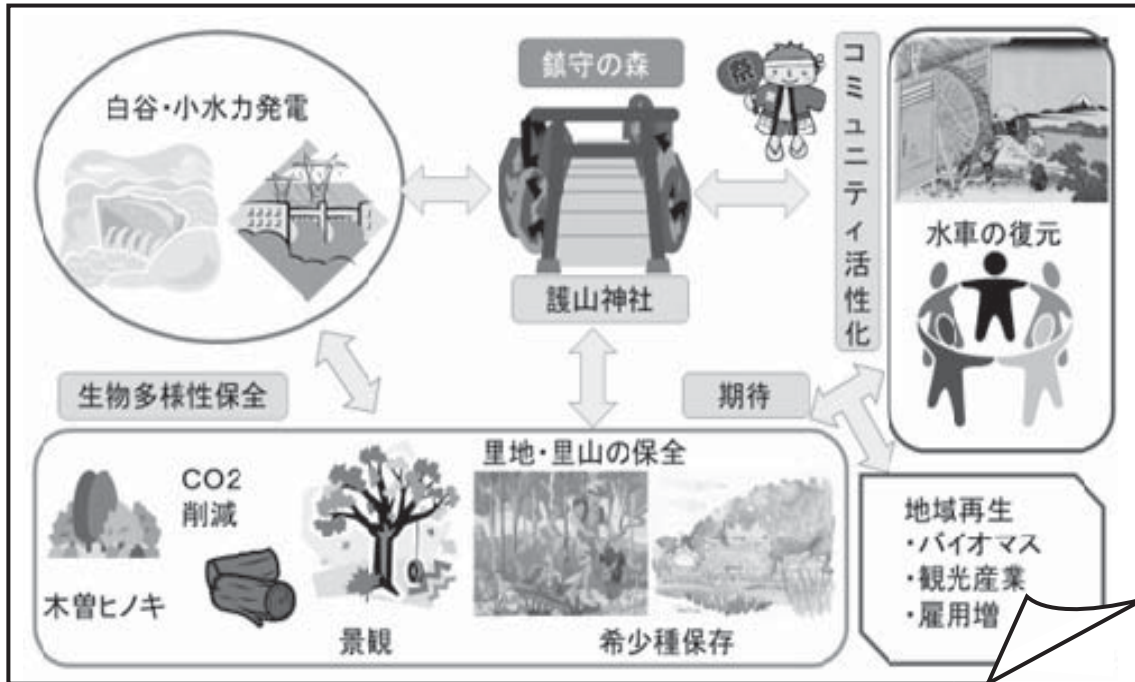 白谷・小水力発電
鎮守の森
護山神社
祭
コミュニティ活性化
水車の復元
生物多様性保全
期待
里地・里山の保全
CO2
削減
木曽ヒノキ
景観
希少種保存
地域再生
・バイオマス
・観光産業
・雇用増